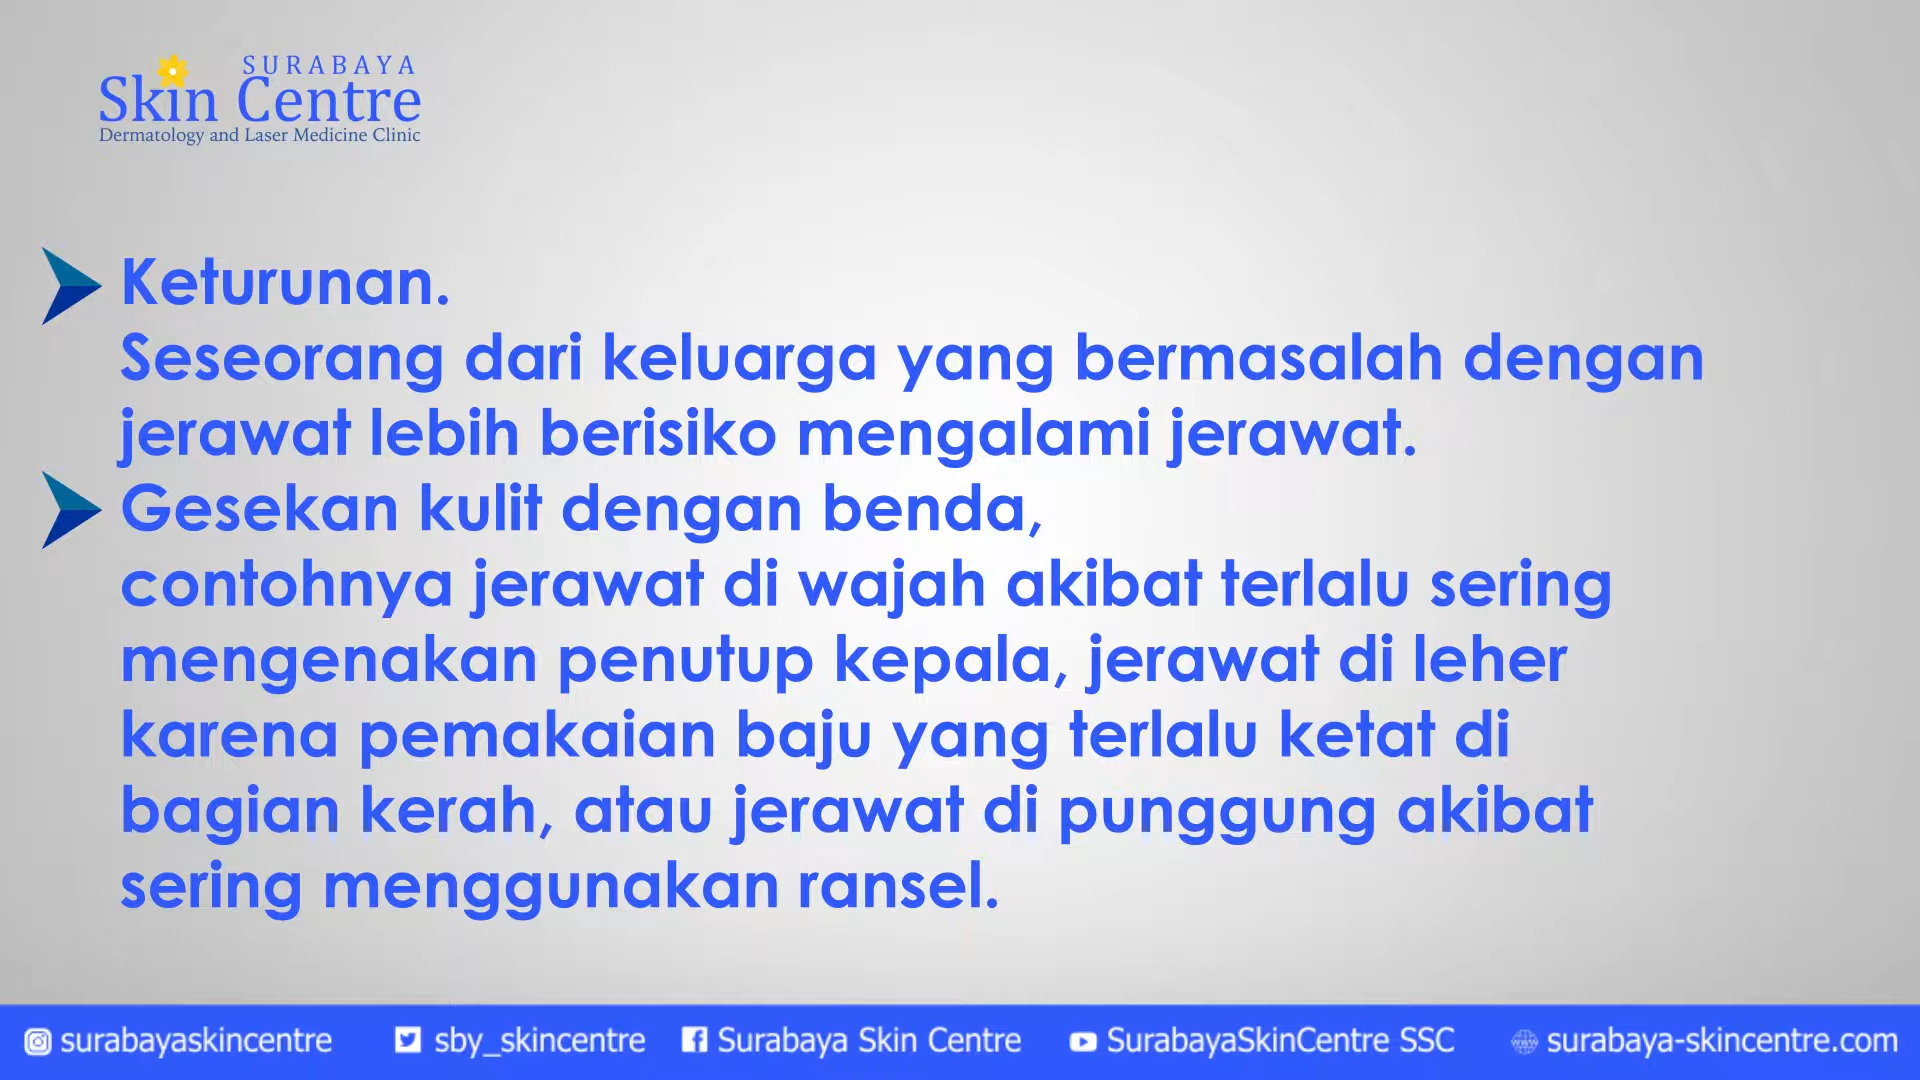 SURABAYA
Skin Centre
Dermatology and Laser Medicine Clinic
Keturunan.
Seseorang dari keluarga yang bermasalah dengan
jerawat lebih berisiko mengalami jerawat.
Gesekan kulit dengan benda,
contohnya jerawat di wajah akibat terlalu sering
mengenakan penutup kepala, jerawat di leher
karena pemakaian baju yang terlalu ketat di
bagian kerah, atau jerawat di punggung akibat
sering menggunakan ransel.
surabayaskincentre sby_skincentre Surabaya Skin Centre SurabayaSkinCentre SSC www surabaya-skincentre.com